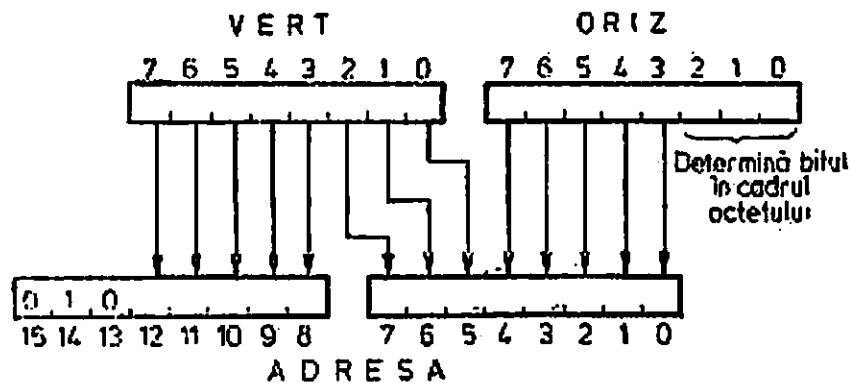 VERT ORIZ
7 6 5 4 3 2 1 0 7 6 5 4 3 2 1 0
Determină bitul
în cadrul
octetului
0 1 0
15 14 13 12 11 10 9 8 7 6 5 4 3 2 1 0
ADRESA